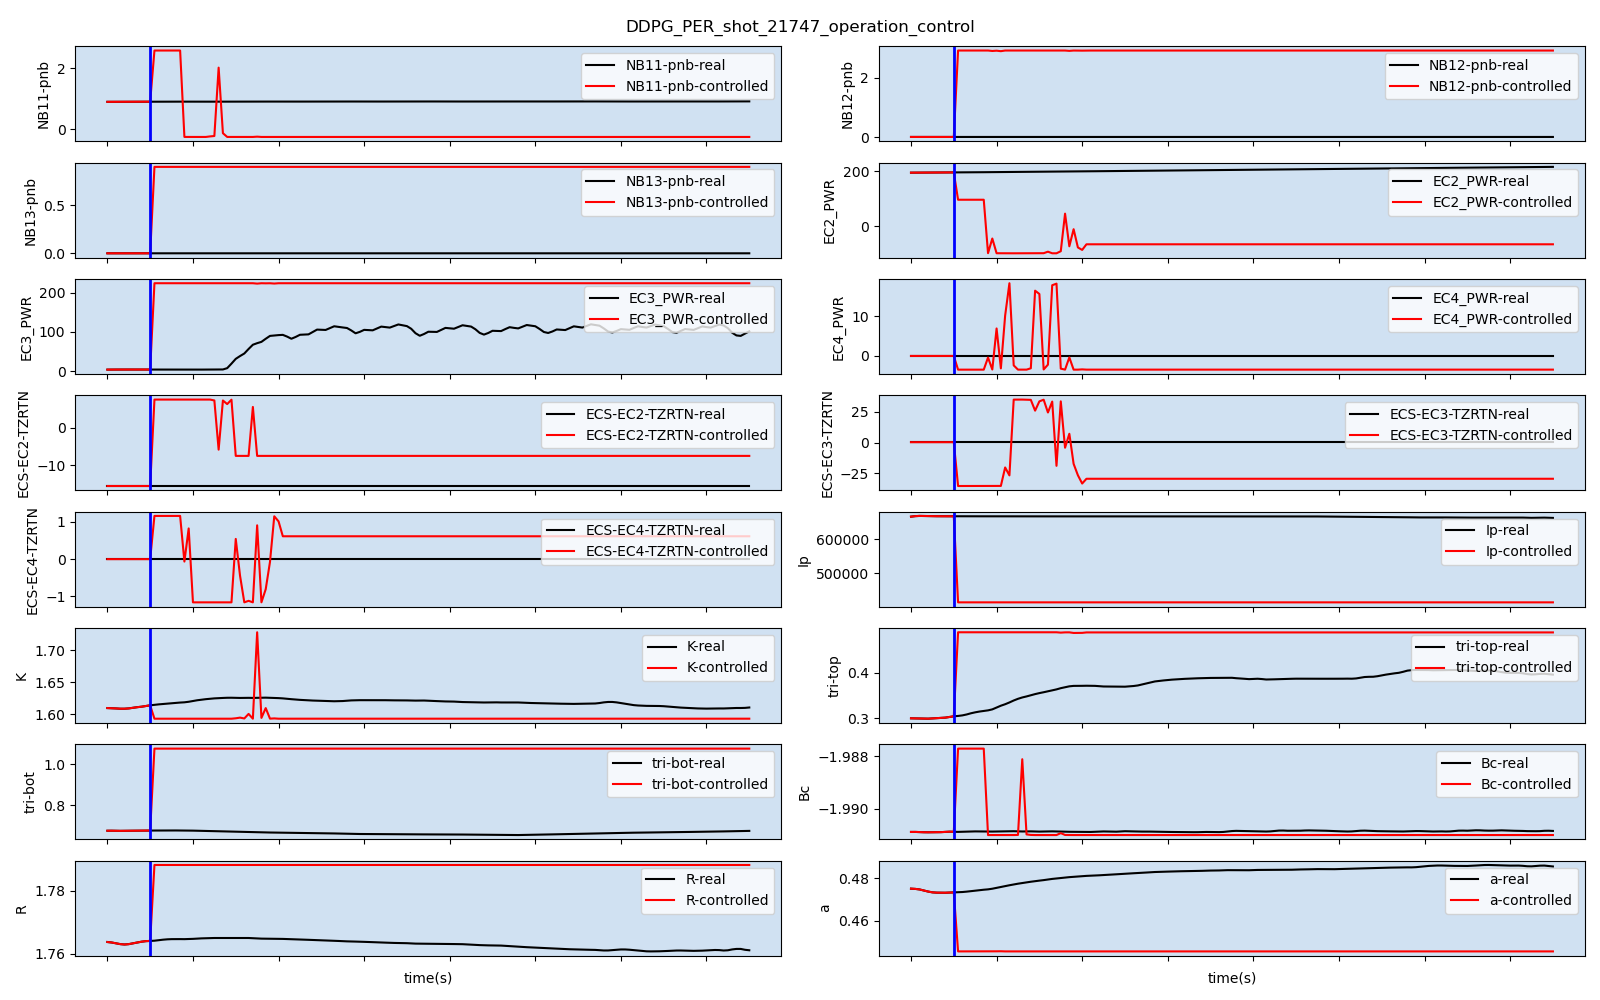 DDPG_PER_shot_21747_operation_control
NB11-pnb
2
0
NB11-pnb-real
NB11-pnb-controlled
NB12-pnb
2
0
NB12-pnb-real
NB12-pnb-controlled
NB13-pnb
0.5
0.0
NB13-pnb-real
NB13-pnb-controlled
EC2_PWR
200
0
EC2_PWR-real
EC2_PWR-controlled
EC3_PWR
200
100
0
EC3_PWR-real
EC3_PWR-controlled
EC4_PWR
10
0
EC4_PWR-real
EC4_PWR-controlled
ECS-EC2-TZRTN
0
−10
ECS-EC2-TZRTN-real
ECS-EC2-TZRTN-controlled
ECS-EC3-TZRTN
25
0
−25
ECS-EC3-TZRTN-real
ECS-EC3-TZRTN-controlled
ECS-EC4-TZRTN
1
0
−1
ECS-EC4-TZRTN-real
ECS-EC4-TZRTN-controlled
Ip
600000
500000
Ip-real
Ip-controlled
K
1.70
1.65
1.60
K-real
K-controlled
tri-top
0.4
0.3
tri-top-real
tri-top-controlled
tri-bot
1.0
0.8
tri-bot-real
tri-bot-controlled
Bc
−1.988
−1.990
Bc-real
Bc-controlled
R
1.78
1.76
R-real
R-controlled
time(s)
a
0.48
0.46
a-real
a-controlled
time(s)